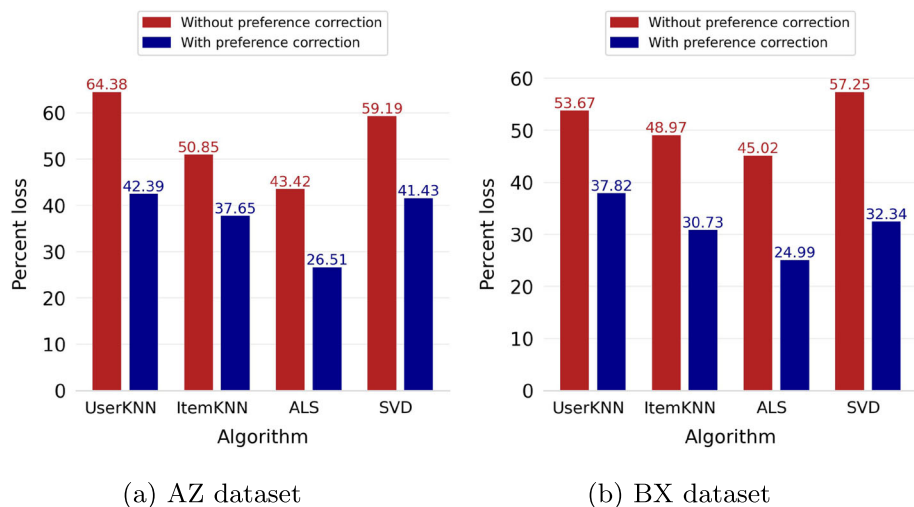 Without preference correction
With preference correction
64.38
42.39
50.85
37.65
43.42
26.51
59.19
41.43
60
50
40
30
20
10
0
Percent loss
UserKNN ItemKNN ALS SVD
Algorithm
(a) AZ dataset
Without preference correction
With preference correction
53.67
37.82
48.97
30.73
45.02
24.99
57.25
32.34
60
50
40
30
20
10
0
Percent loss
UserKNN ItemKNN ALS SVD
Algorithm
(b) BX dataset